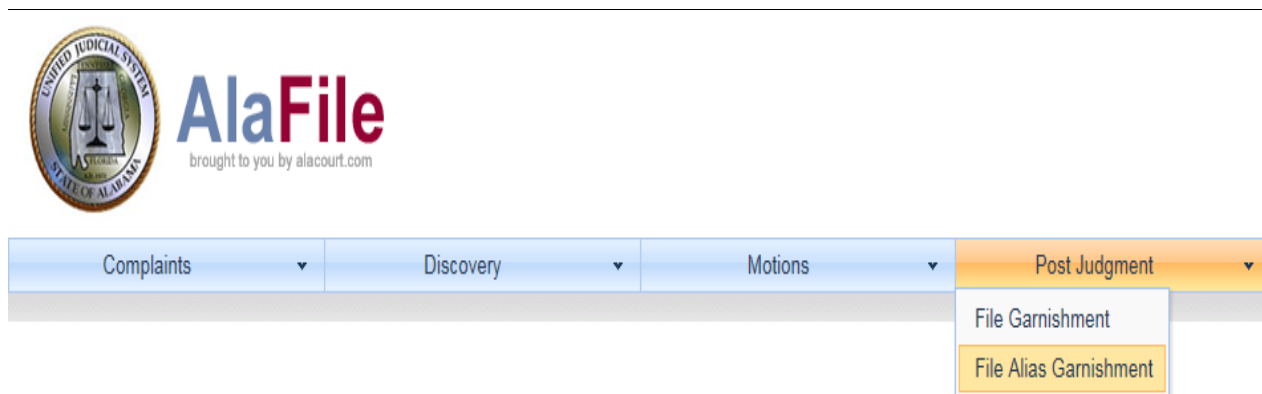 UNIFIED JUDICIAL SYSTEM
STATE OF ALABAMA
AlaFile
brought to you by alacourt.com
Complaints
Discovery
Motions
Post Judgment
File Garnishment
File Alias Garnishment